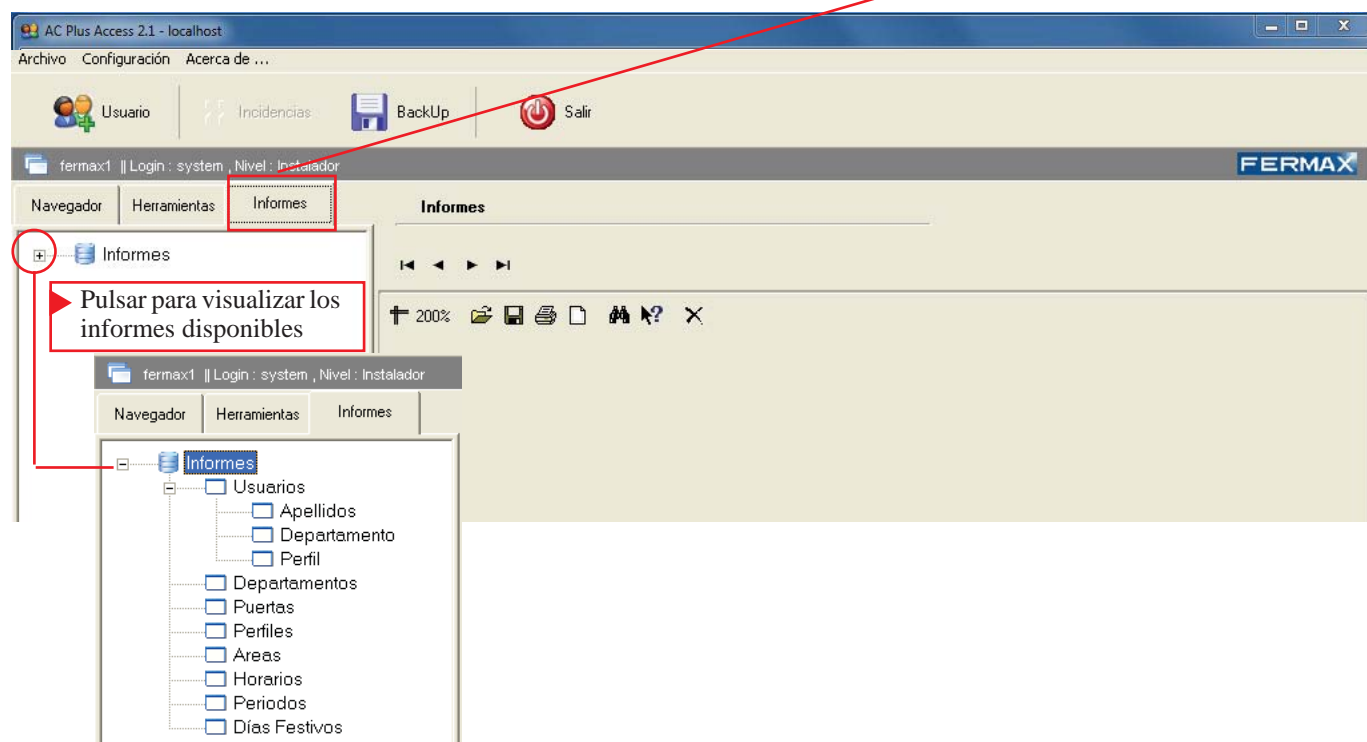 AC Plus Access 2.1 - localhost
Archivo Configuración Acerca de ...
Usuario Incidencias BackUp Salir
fermax1 || Login : system , Nivel : Instalador FERMAX
Navegador Herramientas Informes Informes
Informes
Pulsar para visualizar los
informes disponibles
200%
fermax1 || Login : system , Nivel : Instalador
Navegador Herramientas Informes
Informes
Usuarios
Apellidos
Departamento
Perfil
Departamentos
Puertas
Perfiles
Areas
Horarios
Periodos
Días Festivos